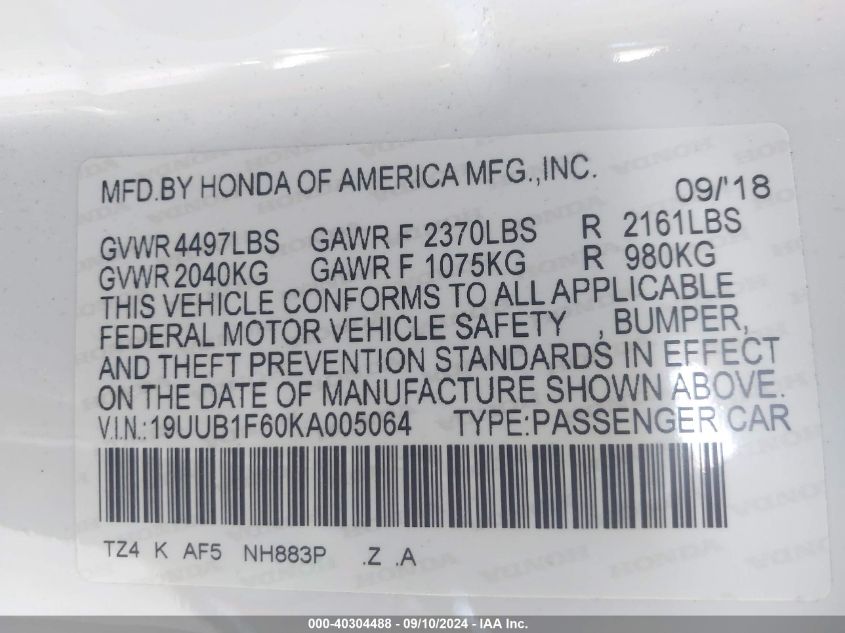 MFD.BY HONDA OF AMERICA MFG.,INC. 09/'18
GVWR 4497LBS GAWR F 2370LBS R 2161LBS
GVWR 2040KG GAWR F 1075KG R 980KG
THIS VEHICLE CONFORMS TO ALL APPLICABLE
FEDERAL MOTOR VEHICLE SAFETY , BUMPER,
AND THEFT PREVENTION STANDARDS IN EFFECT
ON THE DATE OF MANUFACTURE SHOWN ABOVE.
V.I.N.:19UUB1F60KA005064 TYPE:PASSENGER CAR
TZ4 K AF5 NH883P .Z .A
000-40304488 - 09/10/2024 - IAA Inc.